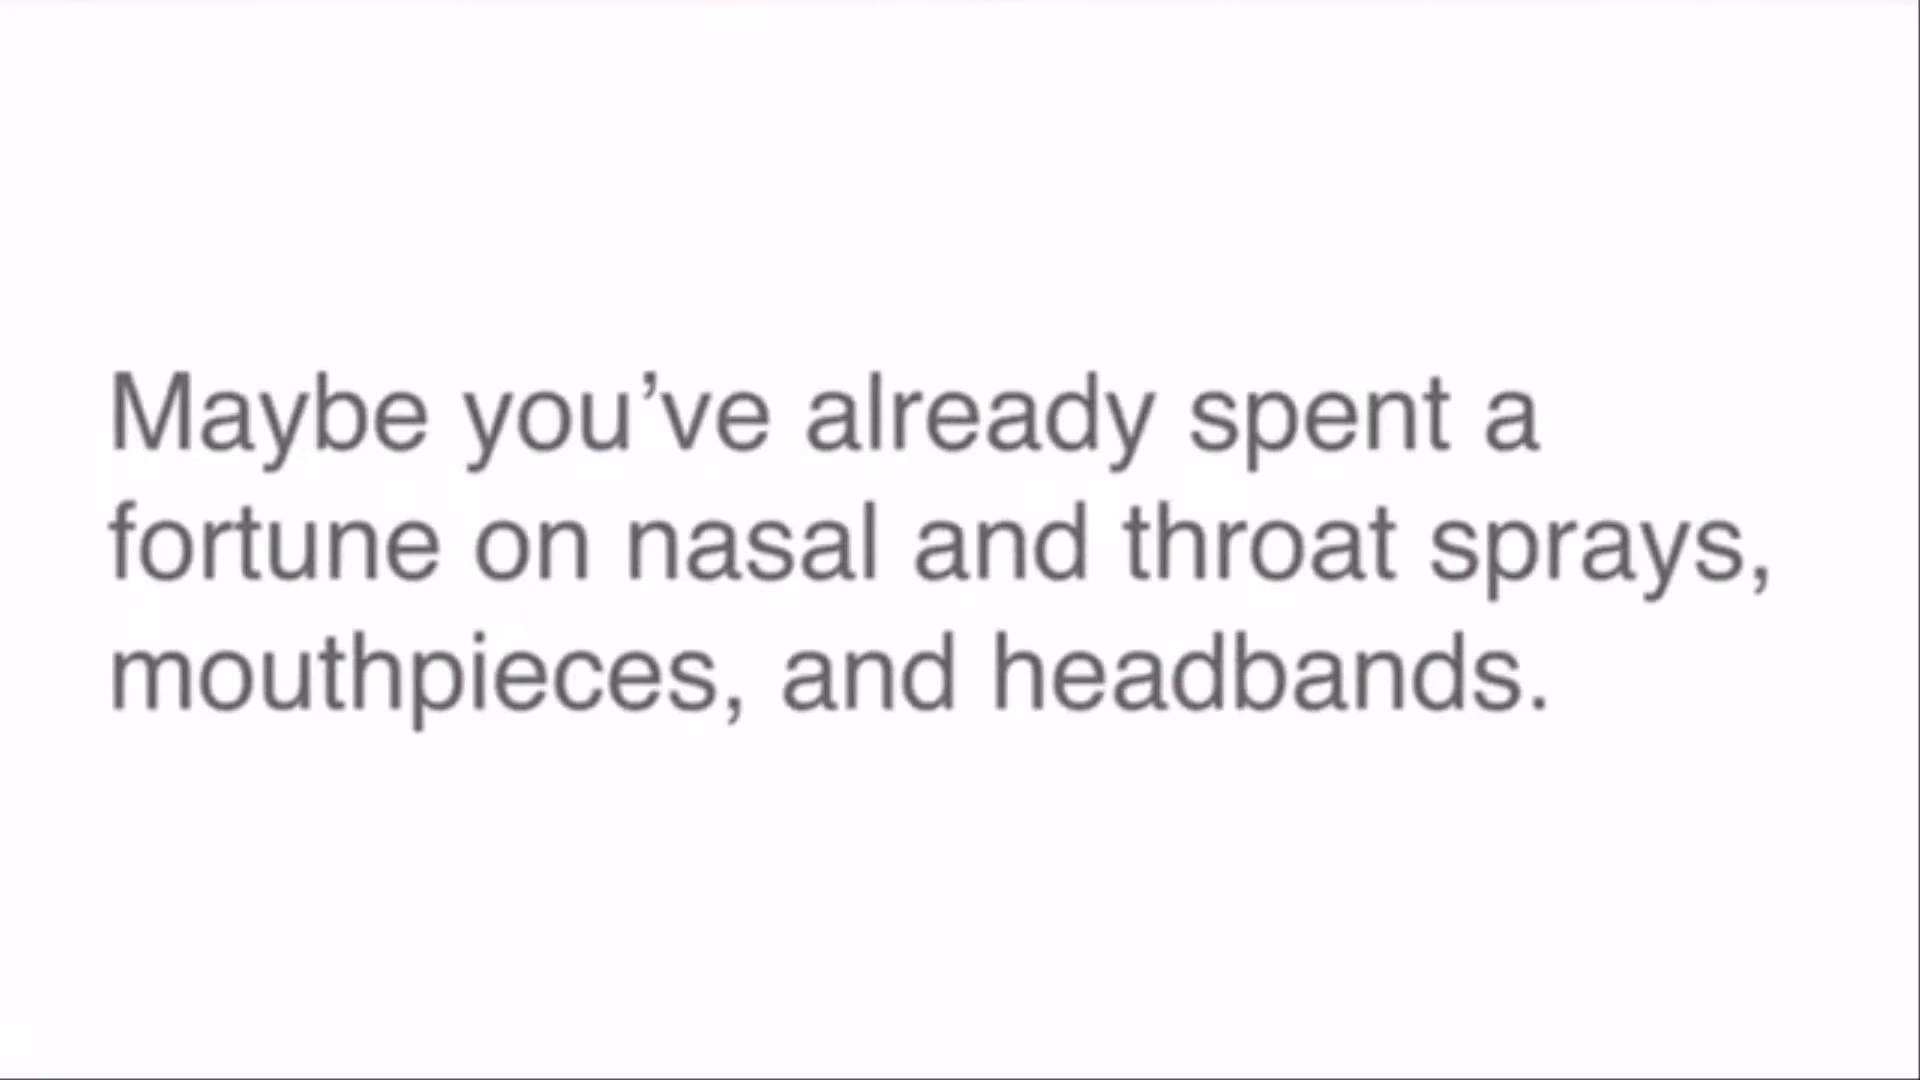 Maybe you’ve already spent a
fortune on nasal and throat sprays,
mouthpieces, and headbands.